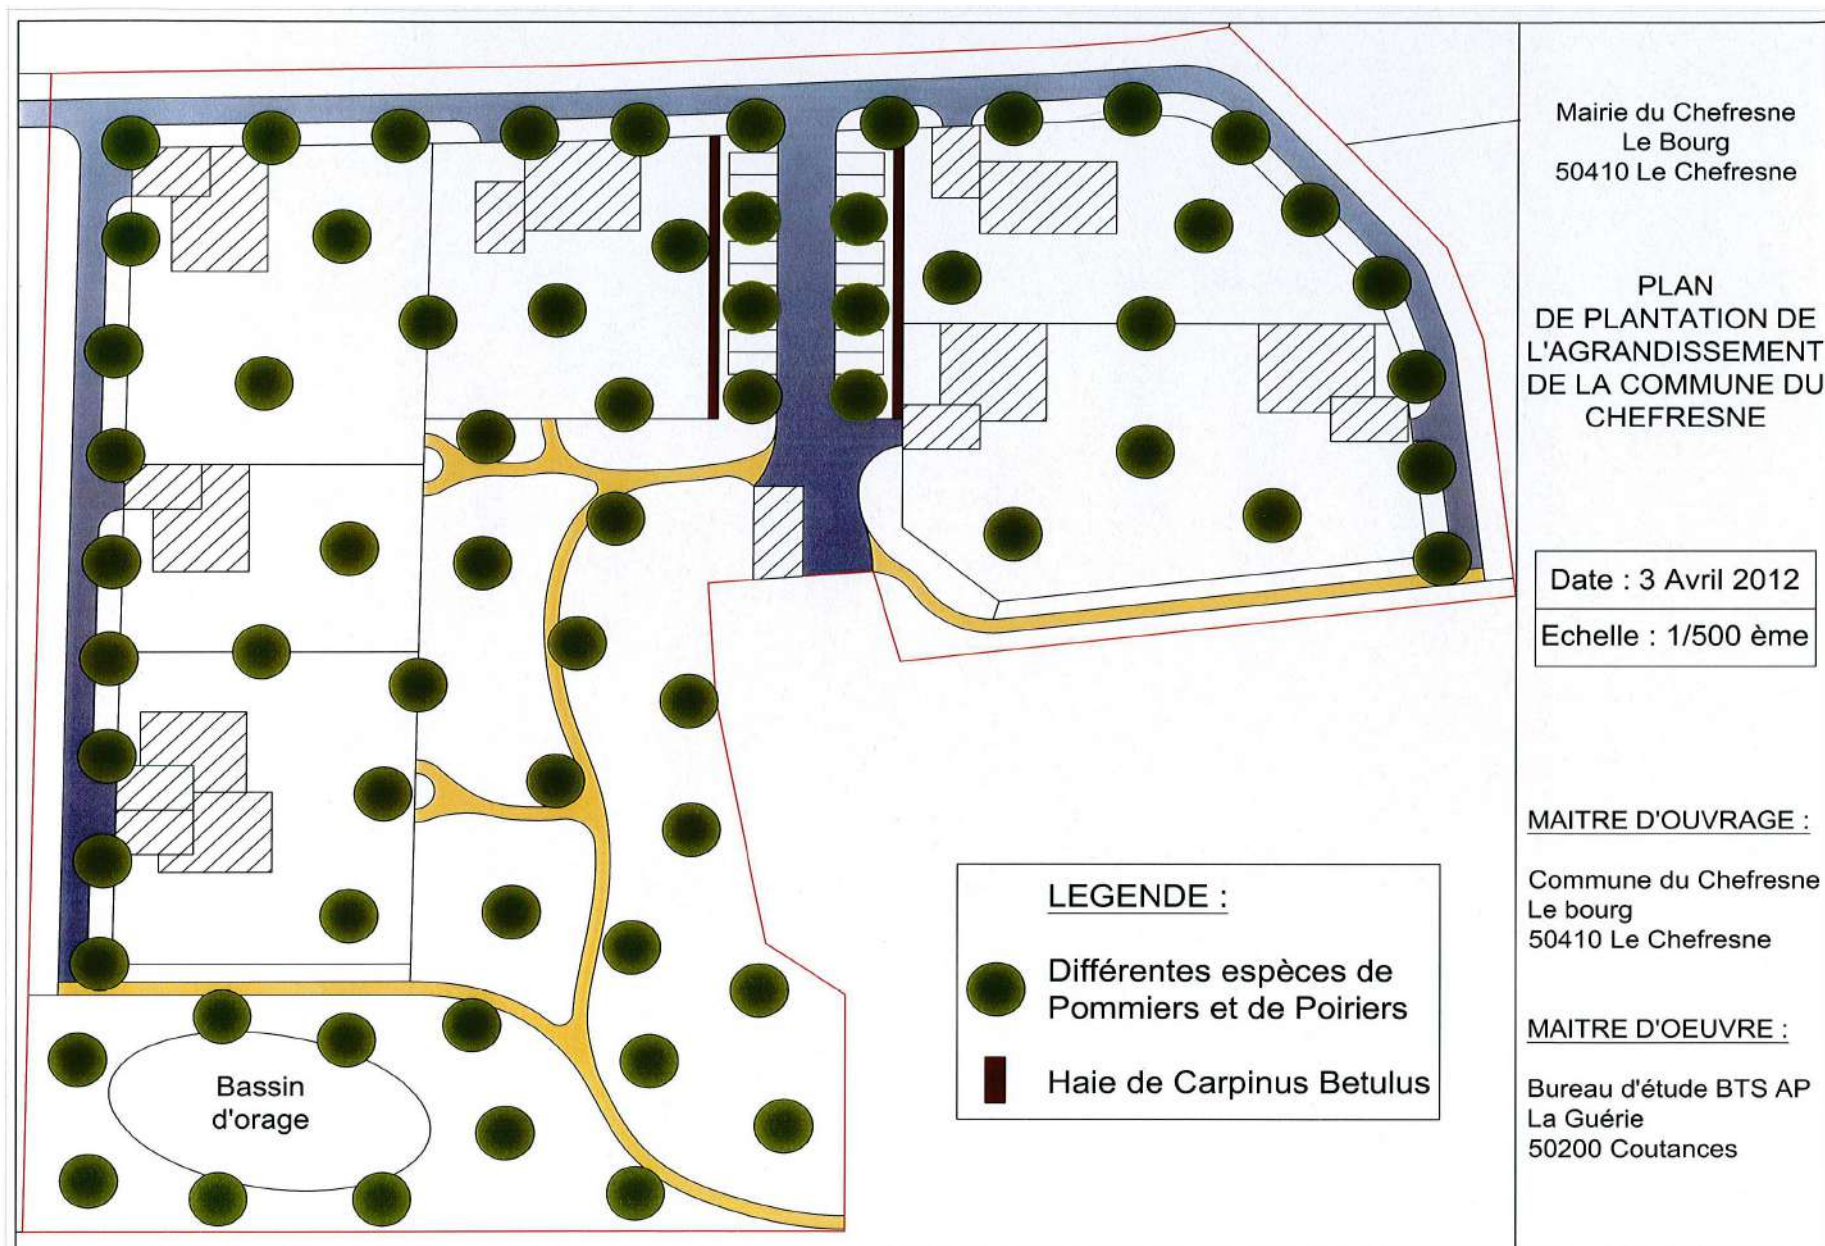 Mairie du Chefresne
Le Bourg
50410 Le Chefresne
PLAN
DE PLANTATION DE
L'AGRANDISSEMENT
DE LA COMMUNE DU
CHEFRESNE
Date : 3 Avril 2012
Echelle : 1/500 ème
MAITRE D'OUVRAGE :
Commune du Chefresne
Le bourg
50410 Le Chefresne
MAITRE D'OEUVRE :
Bureau d'étude BTS AP
La Guérie
50200 Coutances
LEGENDE :
Différentes espèces de
Pommiers et de Poiriers
Haie de Carpinus Betulus
Bassin
d'orage